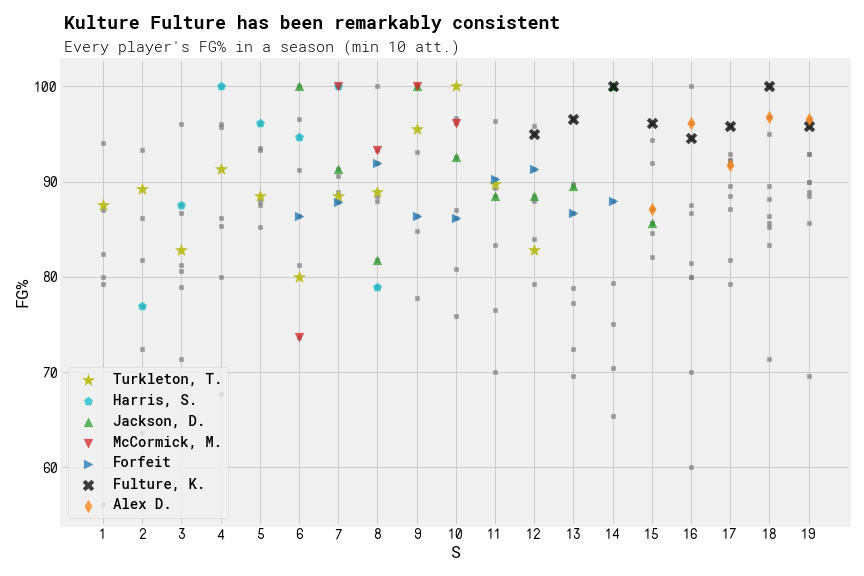 Kulture Fulture has been remarkably consistent
Every player's FG% in a season (min 10 att.)
100
90
80
70
60
FG%
Turkleton, T.
Harris, S.
Jackson, D.
McCormick, M.
Forfeit
Fulture, K.
Alex D.
1 2 3 4 5 6 7 8 9 10 11 12 13 14 15 16 17 18 19
S